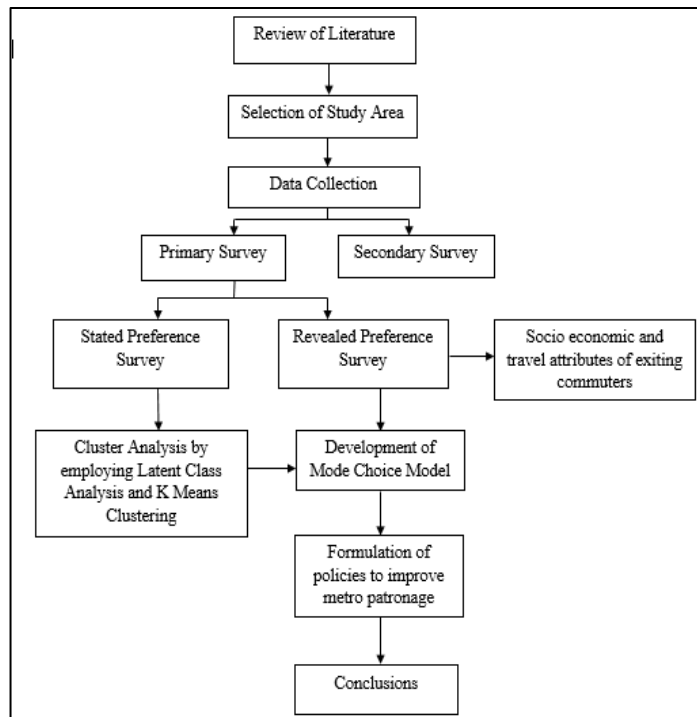 Review of Literature
Selection of Study Area
Data Collection
Primary Survey
Secondary Survey
Stated Preference
Survey
Revealed Preference
Survey
Socio economic and
travel attributes of exiting
commuters
Cluster Analysis by
employing Latent Class
Analysis and K Means
Clustering
Development of
Mode Choice Model
Formulation of
policies to improve
metro patronage
Conclusions